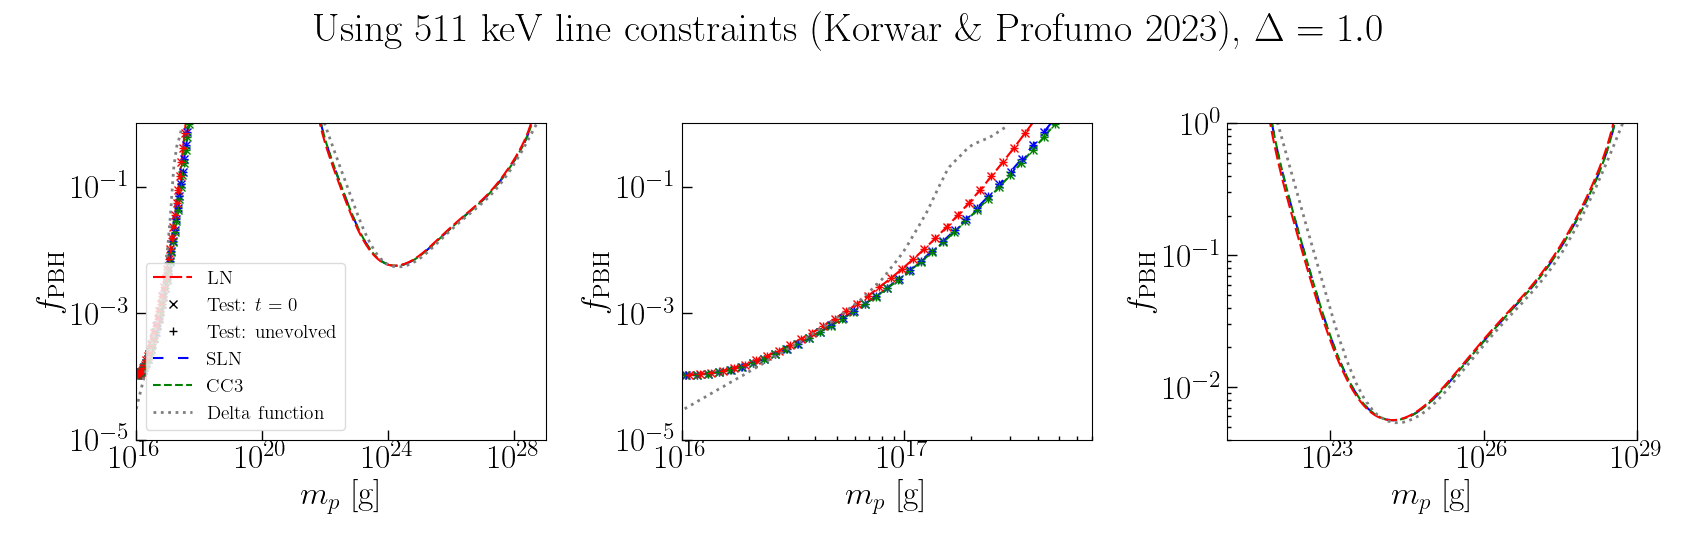 Using 511 keV line constraints (Korwar & Profumo 2023), Δ = 1.0
f_PBH
10^{-1}
10^{-3}
10^{-5}
LN
Test: t = 0
Test: unevolved
SLN
CC3
Delta function
10^{16} 10^{20} 10^{24} 10^{28}
m_p [g]
f_PBH
10^{-1}
10^{-3}
10^{-5}
10^{16} 10^{17}
m_p [g]
f_PBH
10^{0}
10^{-1}
10^{-2}
10^{23} 10^{26} 10^{29}
m_p [g]